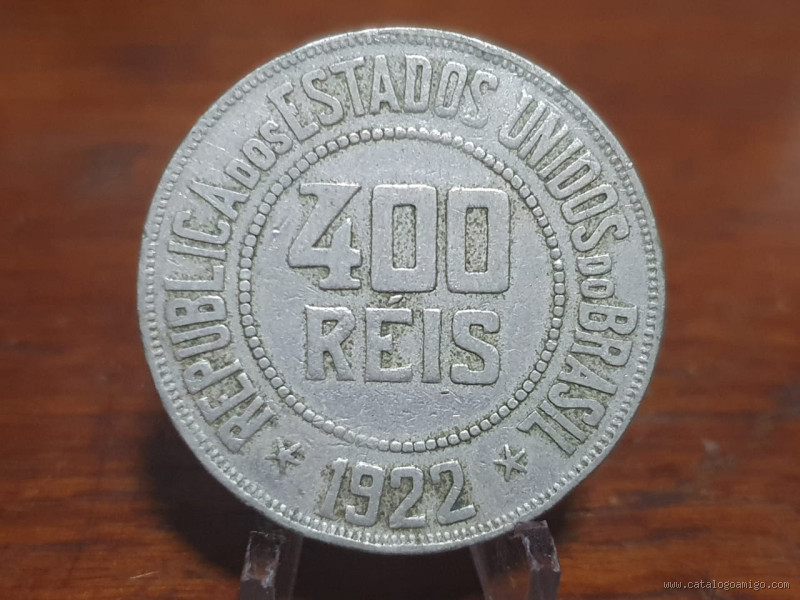 REPUBLICA DOS ESTADOS UNIDOS DO BRASIL
400
RÉIS
* 1922 *
www.catalogoamigo.com